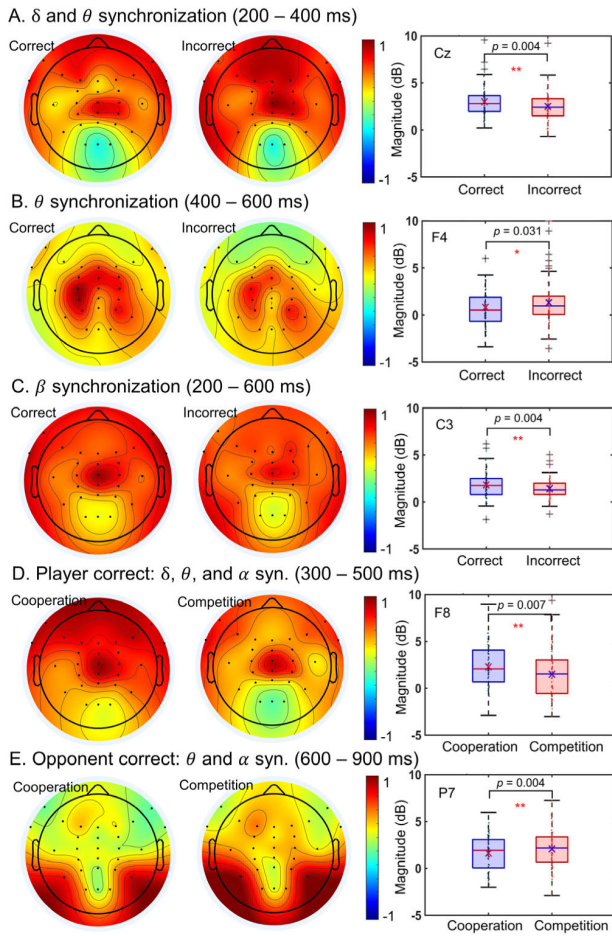 A. δ and θ synchronization (200 – 400 ms)
Correct
Incorrect
1
-1
Magnitude (dB)
10
5
0
-5
Cz
p = 0.004
**
Correct
Incorrect
B. θ synchronization (400 – 600 ms)
Correct
Incorrect
1
-1
Magnitude (dB)
10
5
0
-5
F4
p = 0.031
*
Correct
Incorrect
C. β synchronization (200 – 600 ms)
Correct
Incorrect
1
-1
Magnitude (dB)
10
5
0
-5
C3
p = 0.004
**
Correct
Incorrect
D. Player correct: δ, θ, and α syn. (300 – 500 ms)
Cooperation
Competition
1
-1
Magnitude (dB)
10
5
0
-5
F8
p = 0.007
**
Cooperation
Competition
E. Opponent correct: θ and α syn. (600 – 900 ms)
Cooperation
Competition
1
-1
Magnitude (dB)
10
5
0
-5
P7
p = 0.004
**
Cooperation
Competition